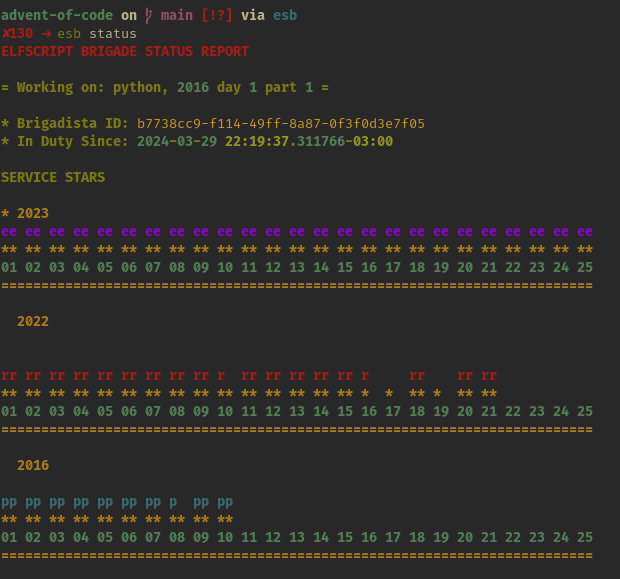 advent-of-code on main [!?] via esb
✘130 → esb status
ELFSCRIPT BRIGADE STATUS REPORT
= Working on: python, 2016 day 1 part 1 =
* Brigadista ID: b7738cc9-f114-49ff-8a87-0f3f0d3e7f05
* In Duty Since: 2024-03-29 22:19:37.311766-03:00
SERVICE STARS
* 2023
ee ee ee ee ee ee ee ee ee ee ee ee ee ee ee ee ee ee ee ee ee ee ee ee ee
** ** ** ** ** ** ** ** ** ** ** ** ** ** ** ** ** ** ** ** ** ** ** ** **
01 02 03 04 05 06 07 08 09 10 11 12 13 14 15 16 17 18 19 20 21 22 23 24 25
==========================================================================
2022
rr rr rr rr rr rr rr rr rr r  rr rr rr rr rr r     rr    rr rr
** ** ** ** ** ** ** ** ** ** ** ** ** ** ** *  *  ** *  ** **
01 02 03 04 05 06 07 08 09 10 11 12 13 14 15 16 17 18 19 20 21 22 23 24 25
==========================================================================
2016
pp pp pp pp pp pp pp p  pp pp
** ** ** ** ** ** ** ** ** **
01 02 03 04 05 06 07 08 09 10 11 12 13 14 15 16 17 18 19 20 21 22 23 24 25
==========================================================================